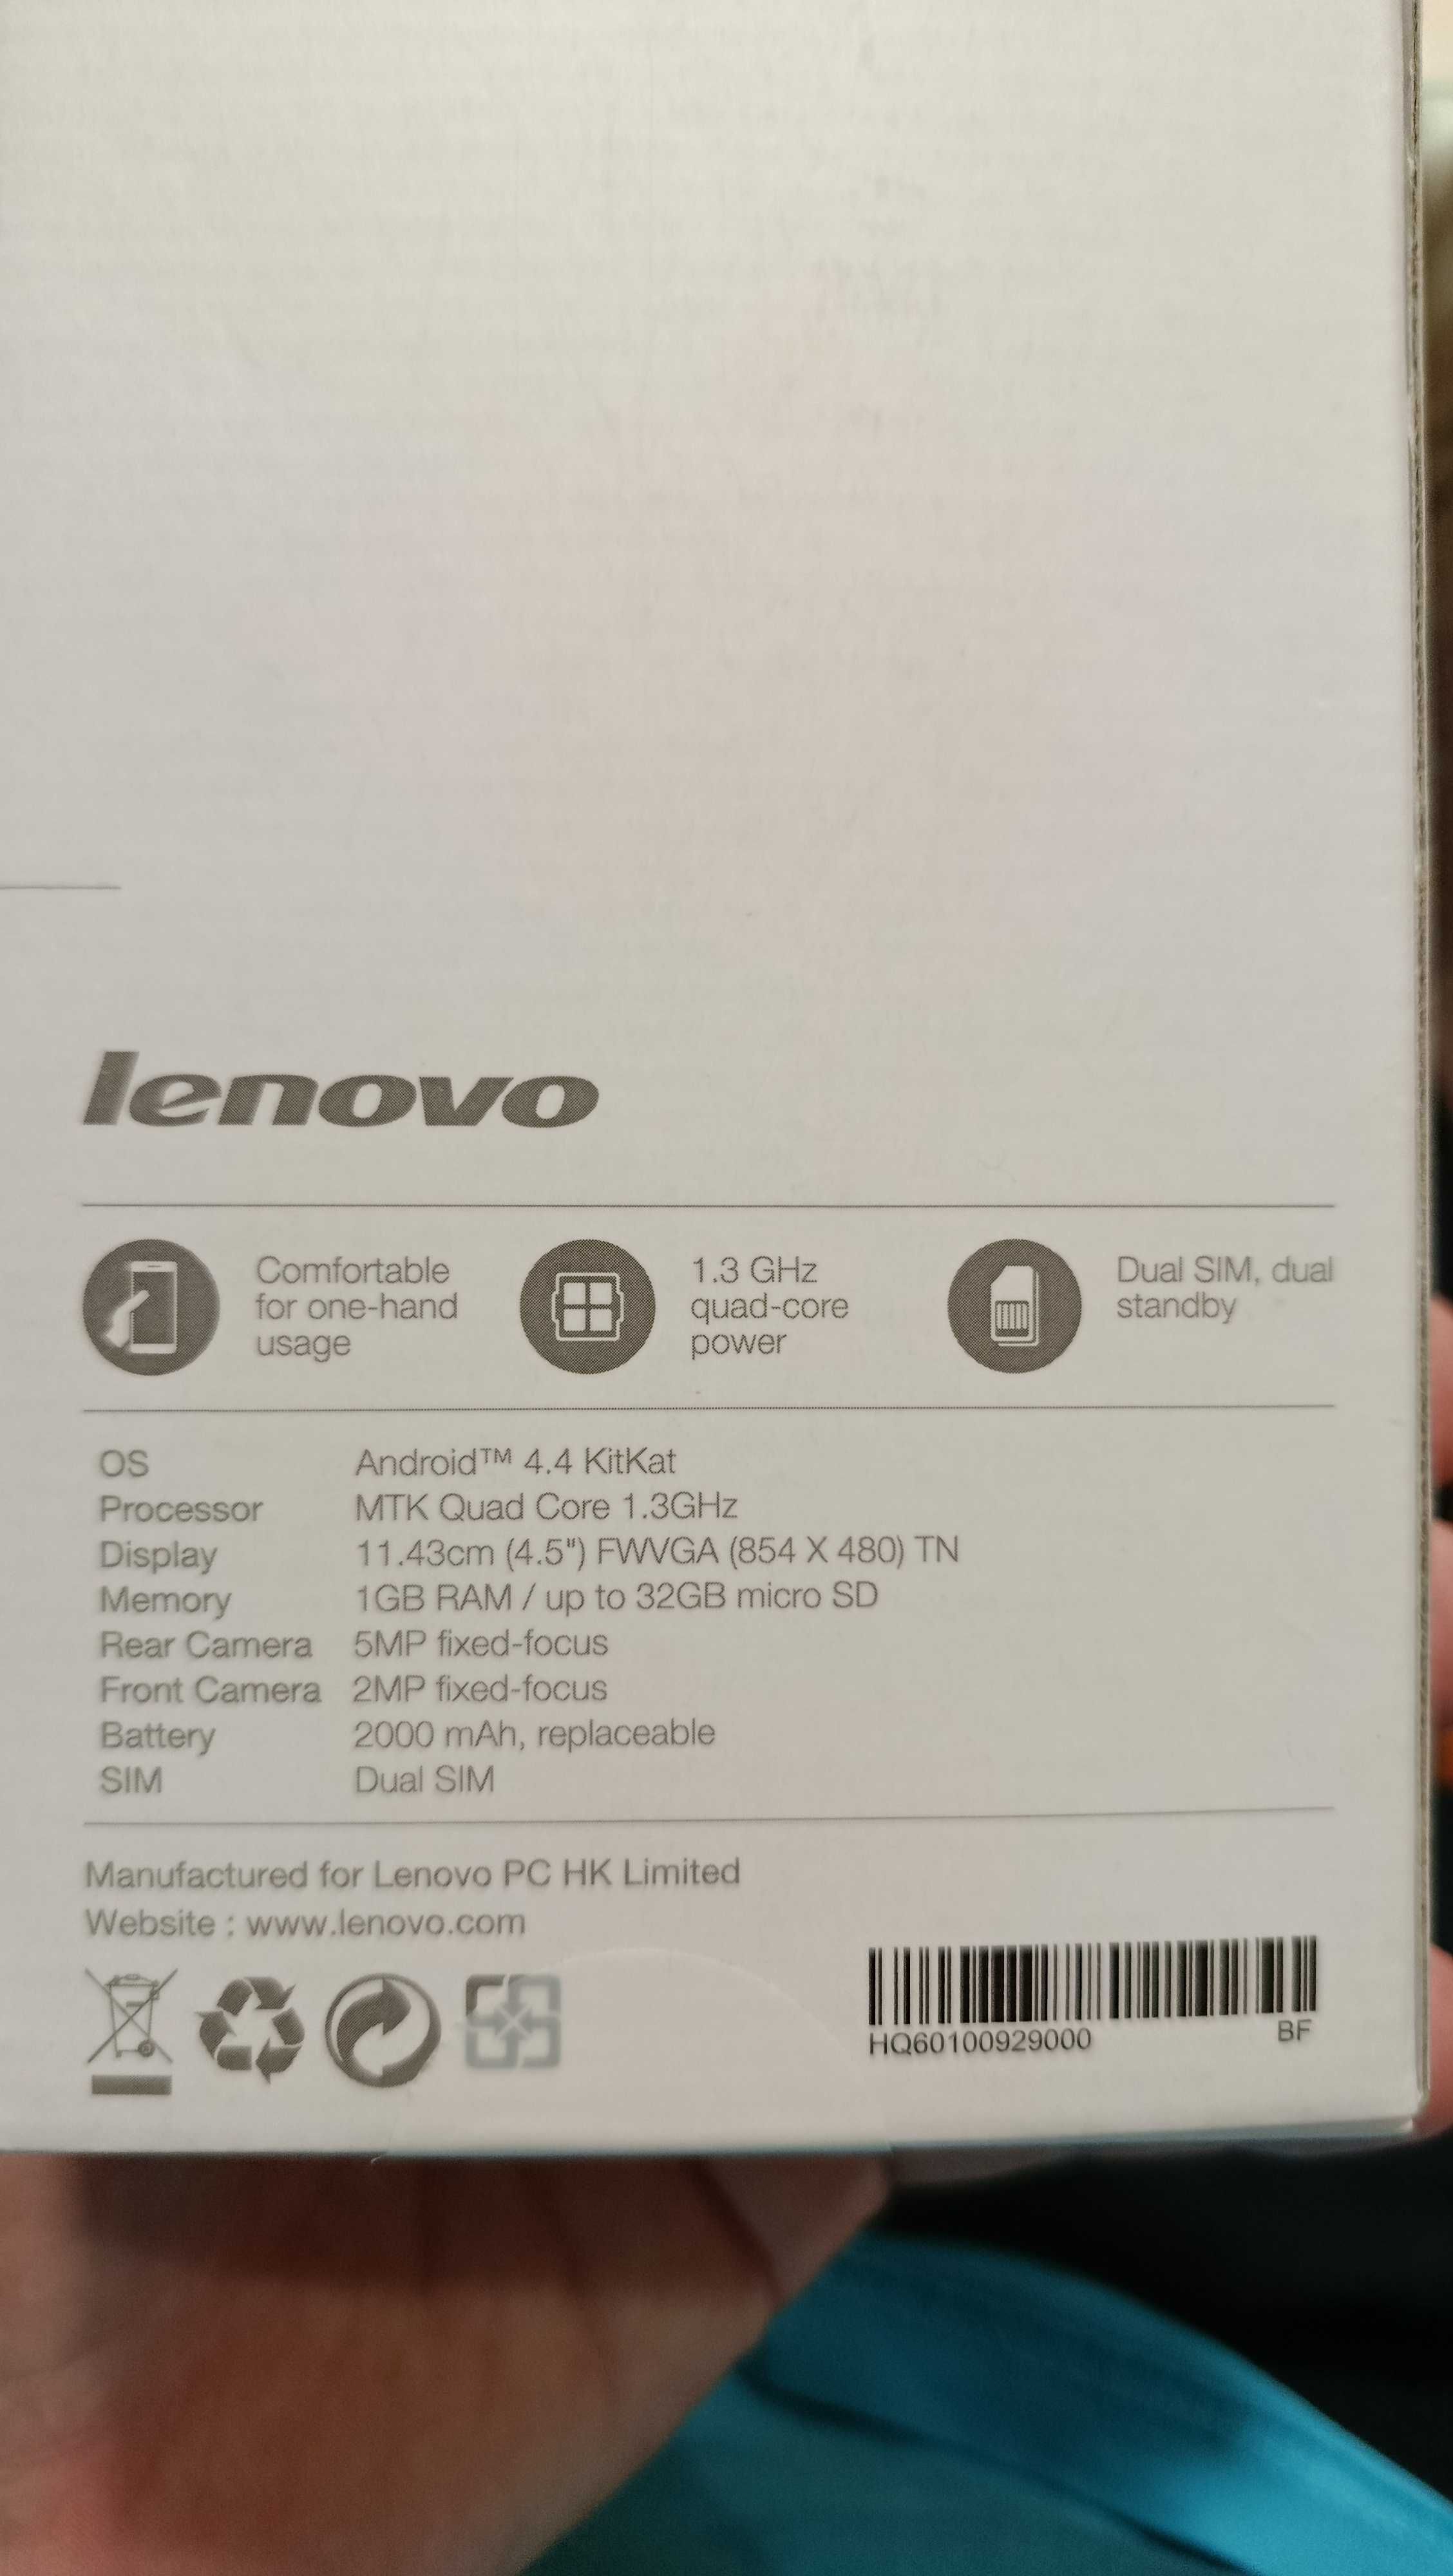 lenovo
Comfortable
for one-hand
usage
1.3 GHz
quad-core
power
Dual SIM, dual
standby
OS Android™ 4.4 KitKat
Processor MTK Quad Core 1.3GHz
Display 11.43cm (4.5") FWVGA (854 X 480) TN
Memory 1GB RAM / up to 32GB micro SD
Rear Camera 5MP fixed-focus
Front Camera 2MP fixed-focus
Battery 2000 mAh, replaceable
SIM Dual SIM
Manufactured for Lenovo PC HK Limited
Website : www.lenovo.com
HQ60100929000 BF